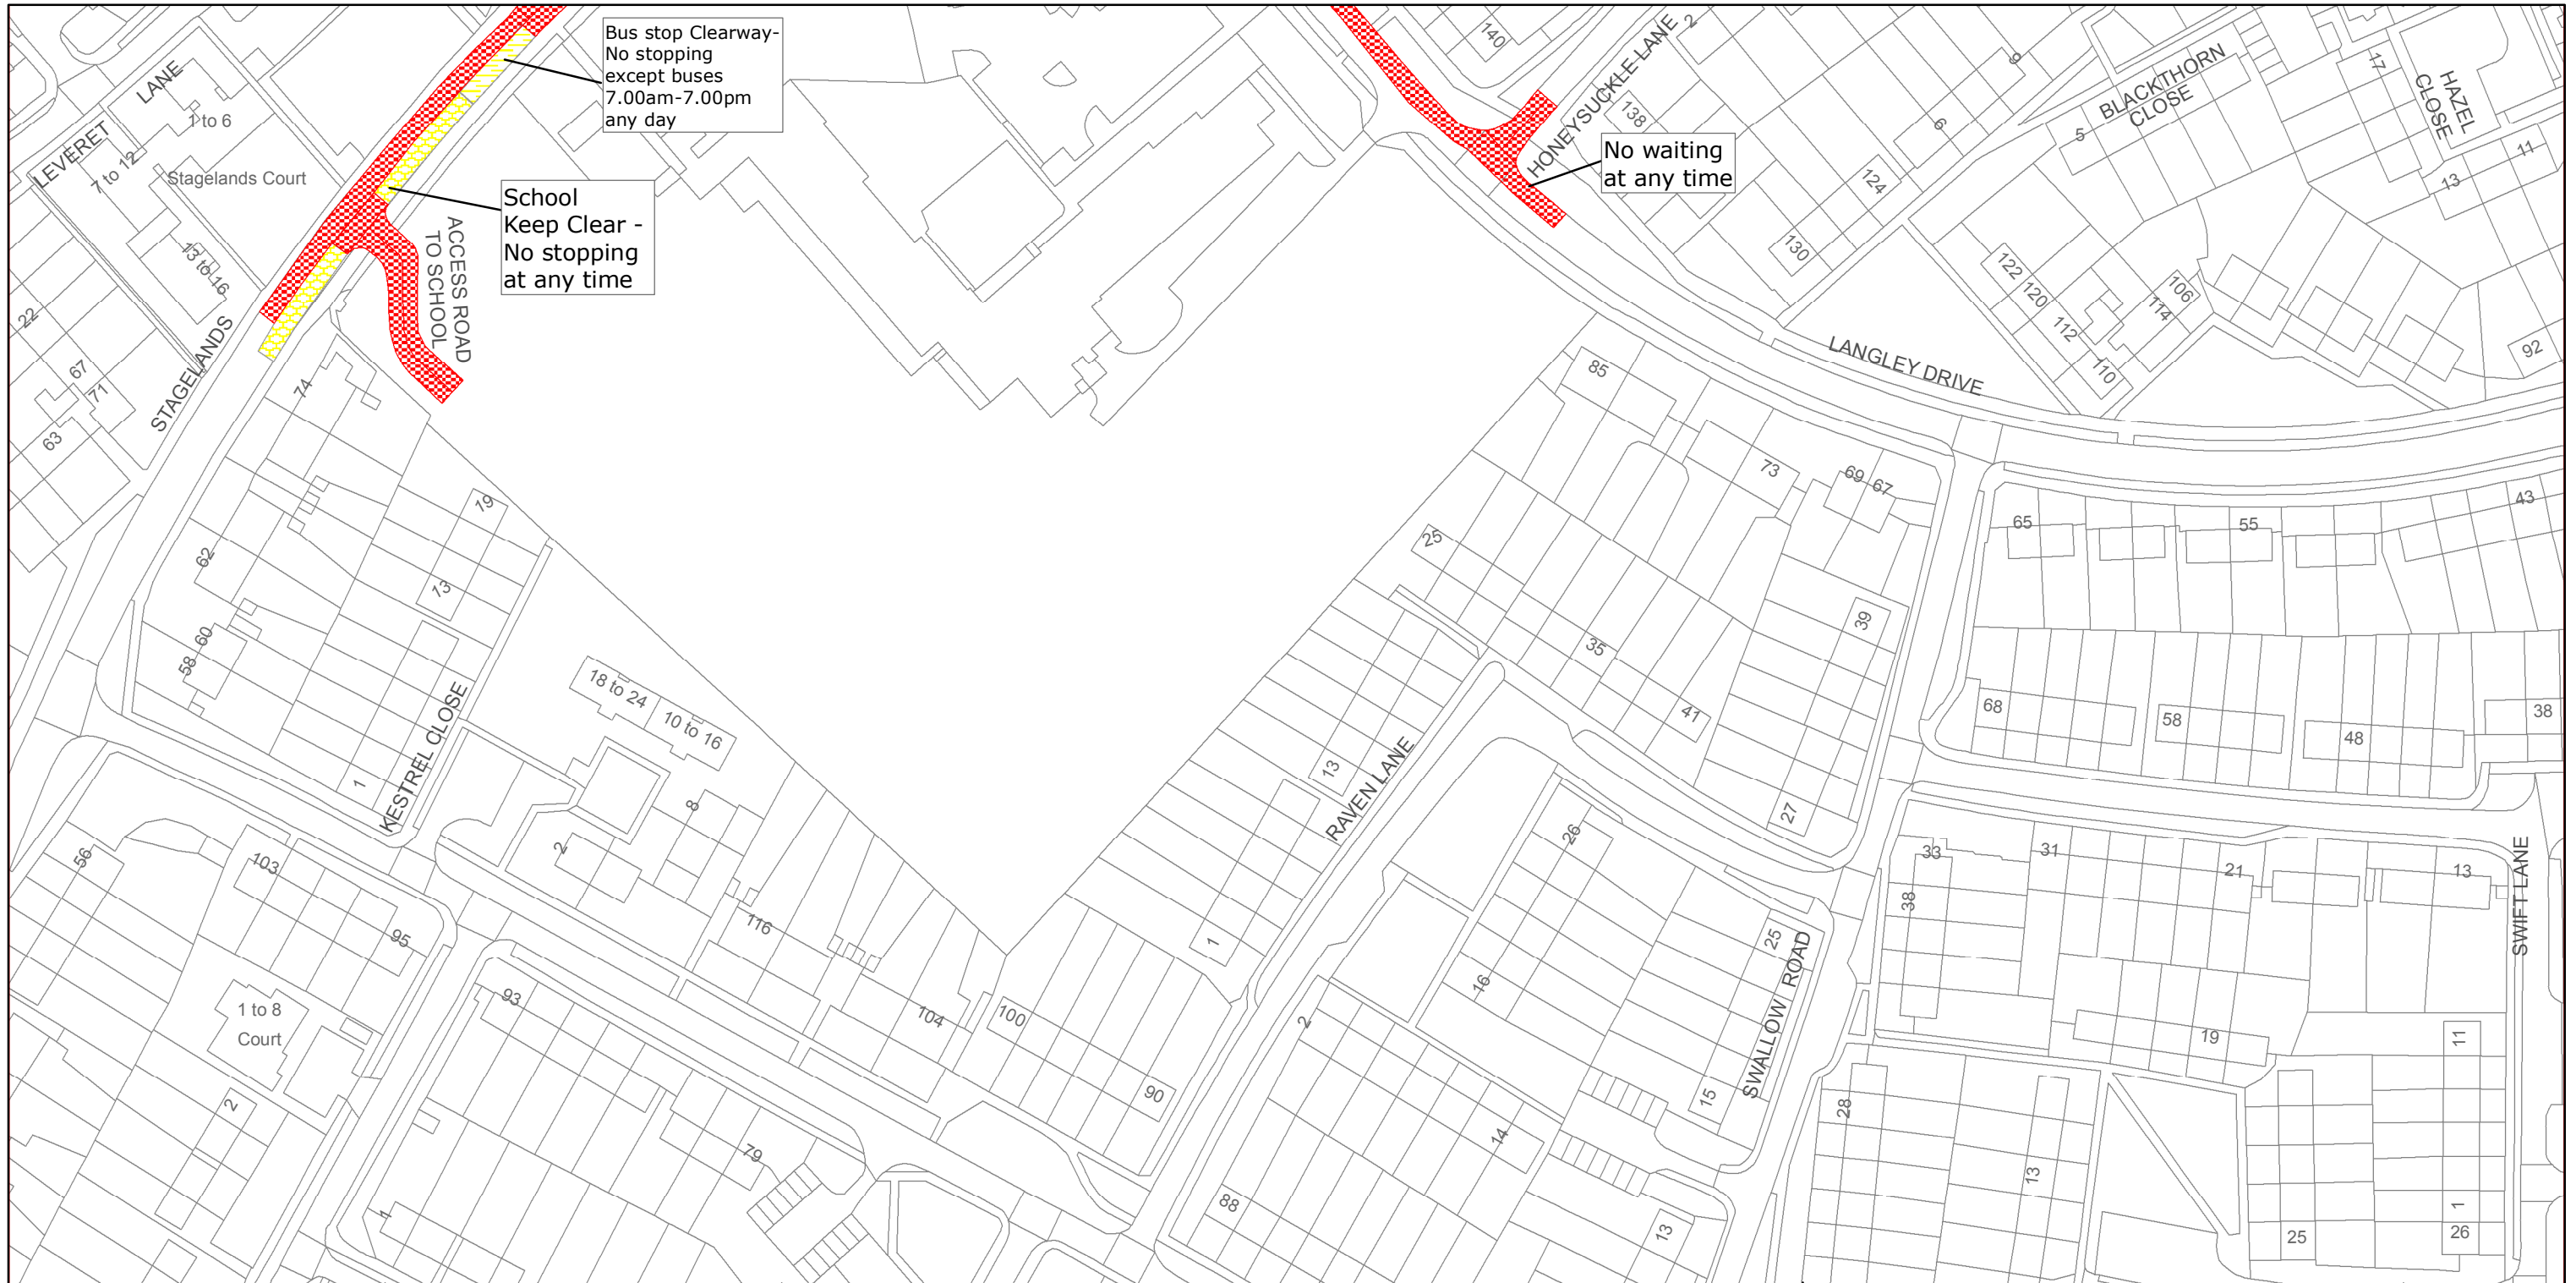 Bus stop Clearway-
No stopping
except buses
7.00am-7.00pm
any day
School
Keep Clear -
No stopping
at any time
No waiting
at any time
LEVERET LANE
1 to 6
7 to 12
Stagelands Court
13 to 16
22
67
71
63
STAGELANDS
ACCESS ROAD
TO SCHOOL
74
62
60
58
19
13
1
KESTREL CLOSE
18 to 24
10 to 16
8
2
116
104
100
90
56
103
95
1 to 8
Court
2
93
79
1
140
2
HONEYSUCKLE LANE
138
9
6
124
130
BLACKTHORN
CLOSE
5
17
HAZEL
CLOSE
11
13
122
120
112
110
106
114
92
LANGLEY DRIVE
85
73
69
67
25
35
41
39
27
65
55
43
68
58
48
38
RAVEN LANE
13
1
26
16
25
15
SWALLOW ROAD
2
14
88
13
33
31
21
13
38
19
11
SWIFT LANE
28
13
1
25
26